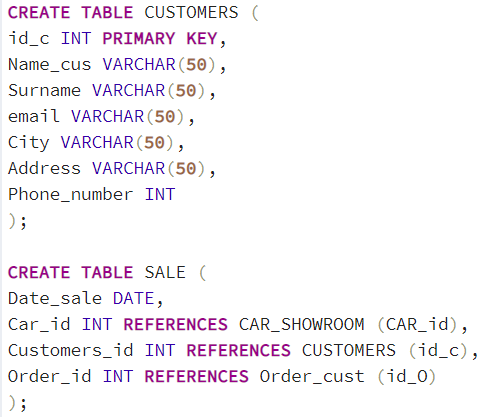 CREATE TABLE CUSTOMERS (
id_c INT PRIMARY KEY,
Name_cus VARCHAR(50),
Surname VARCHAR(50),
email VARCHAR(50),
City VARCHAR(50),
Address VARCHAR(50),
Phone_number INT
);
CREATE TABLE SALE (
Date_sale DATE,
Car_id INT REFERENCES CAR_SHOWROOM (CAR_id),
Customers_id INT REFERENCES CUSTOMERS (id_c),
Order_id INT REFERENCES Order_cust (id_O)
);